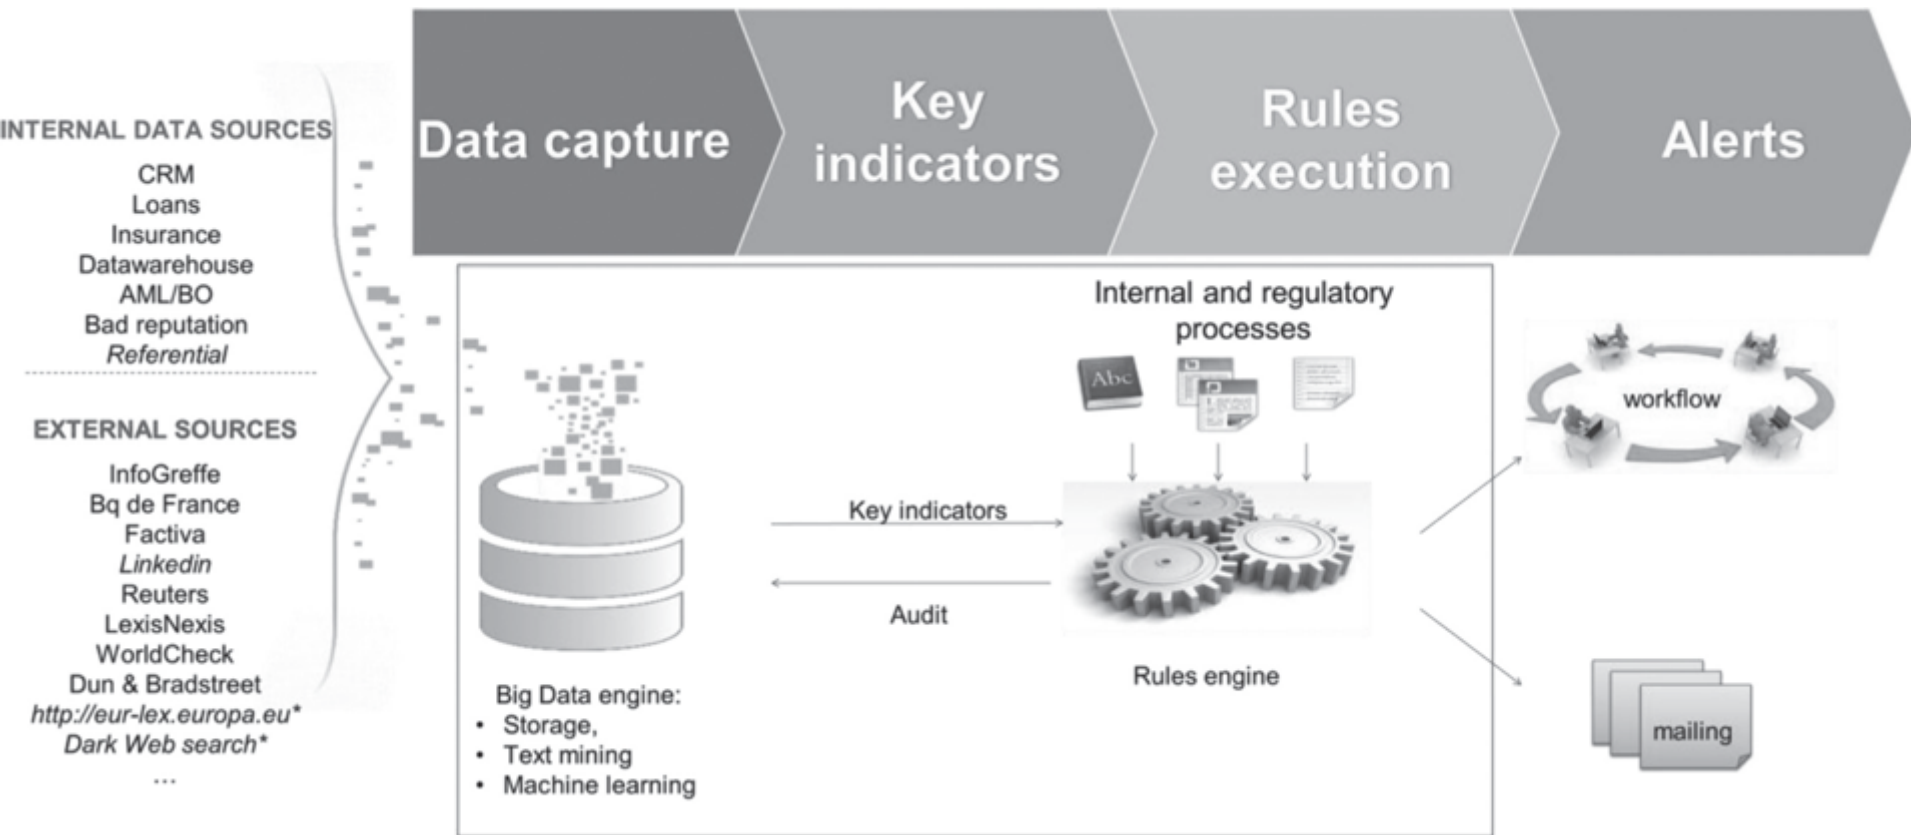 Data capture
Key
indicators
Rules
execution
Alerts
INTERNAL DATA SOURCES
CRM
Loans
Insurance
Datawarehouse
AML/BO
Bad reputation
Referential
EXTERNAL SOURCES
InfoGreffe
Bq de France
Factiva
Linkedin
Reuters
LexisNexis
WorldCheck
Dun & Bradstreet
http://eur-lex.europa.eu*
Dark Web search*
...
Big Data engine:
• Storage,
• Text mining
• Machine learning
Key indicators
Audit
Internal and regulatory
processes
Abc
Rules engine
workflow
mailing